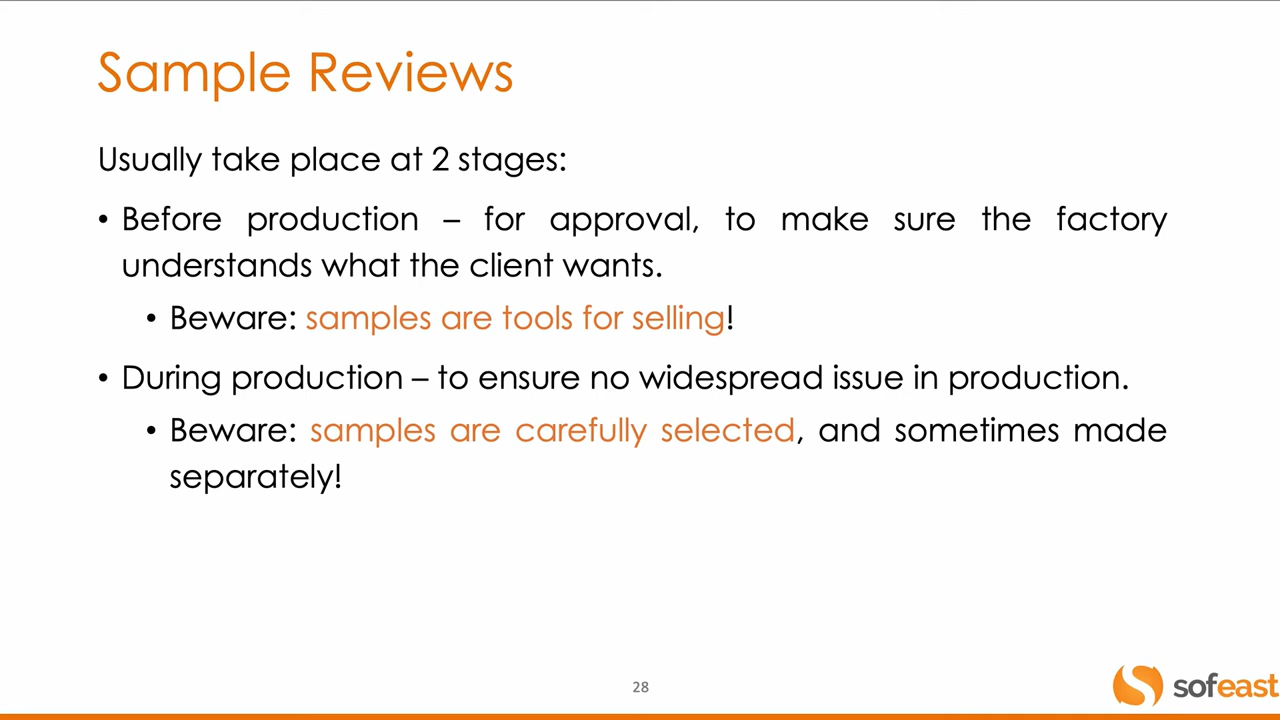 Sample Reviews
Usually take place at 2 stages:
• Before production – for approval, to make sure the factory
understands what the client wants.
• Beware: samples are tools for selling!
• During production – to ensure no widespread issue in production.
• Beware: samples are carefully selected, and sometimes made
separately!
28
sofeast